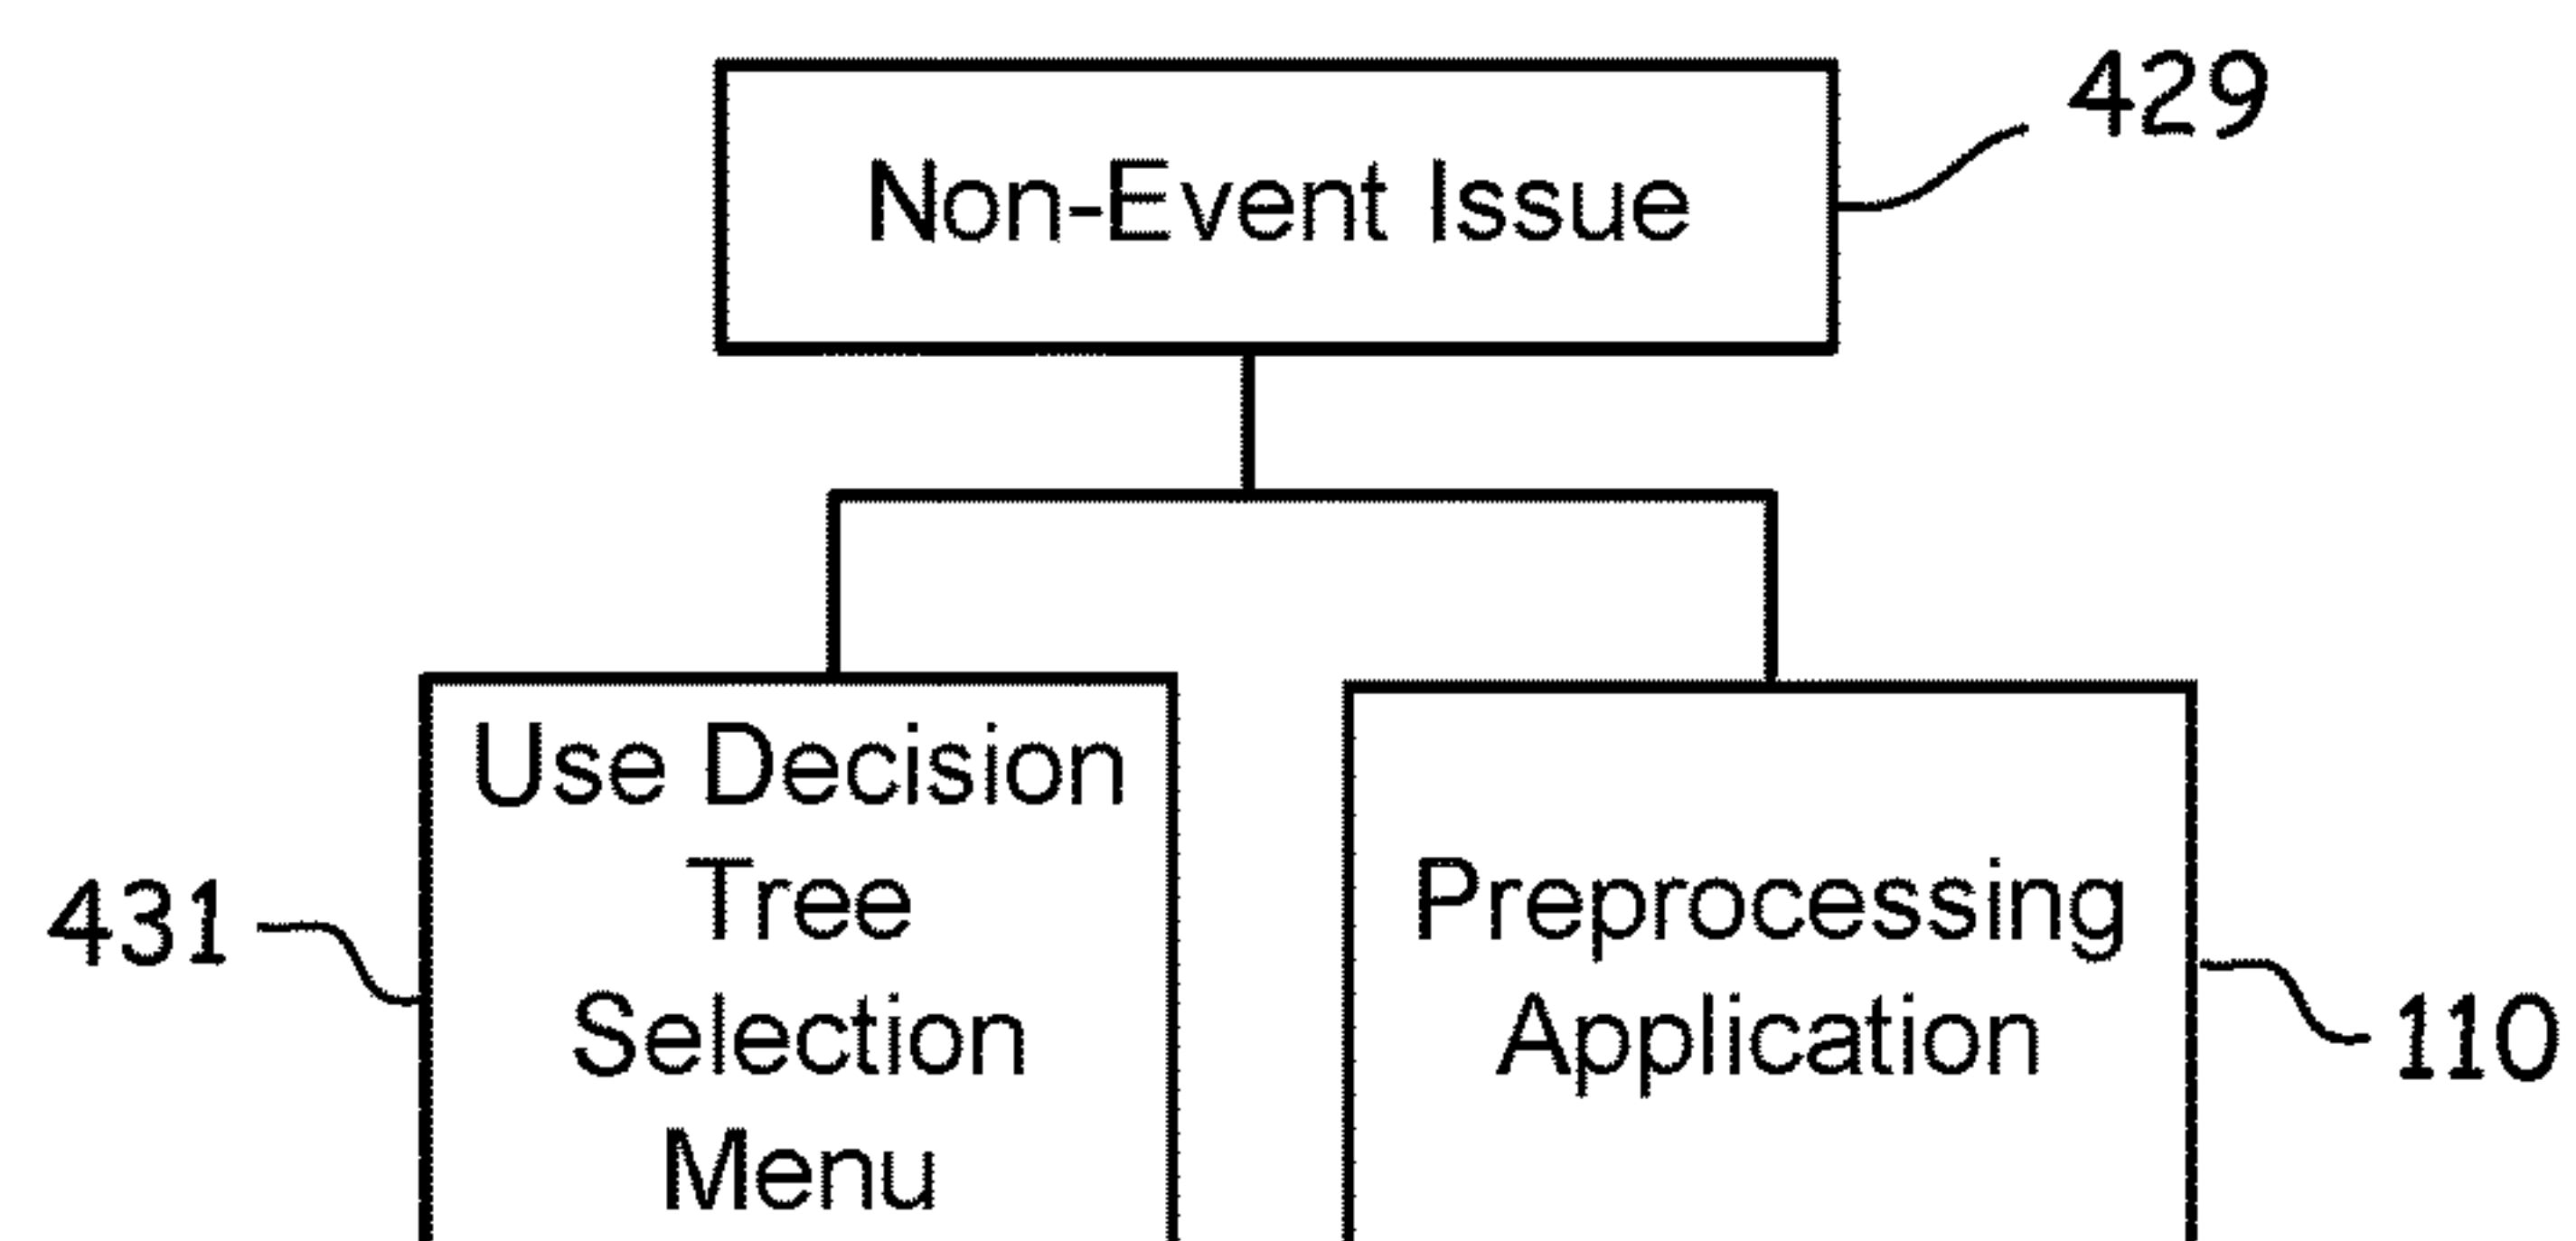 429
Non-Event Issue
Use Decision
Tree
Selection
Menu
431
Preprocessing
Application
110